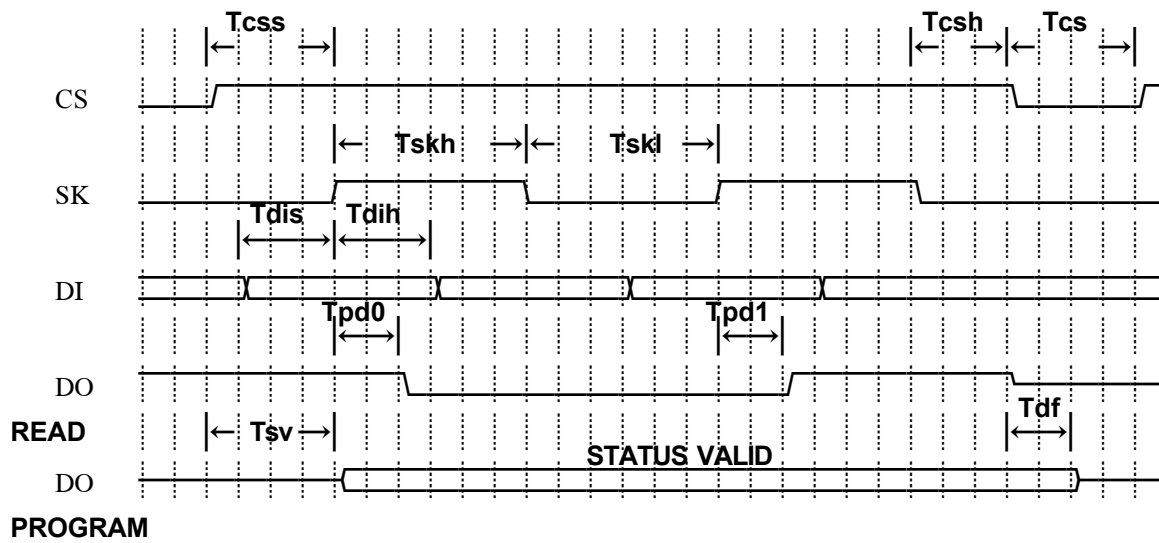 Tcss Tcsh Tcs
CS
Tskh Tskl
SK
Tdis Tdih
DI
Tpd0 Tpd1
DO
Tdf
READ Tsv
STATUS VALID
DO
PROGRAM